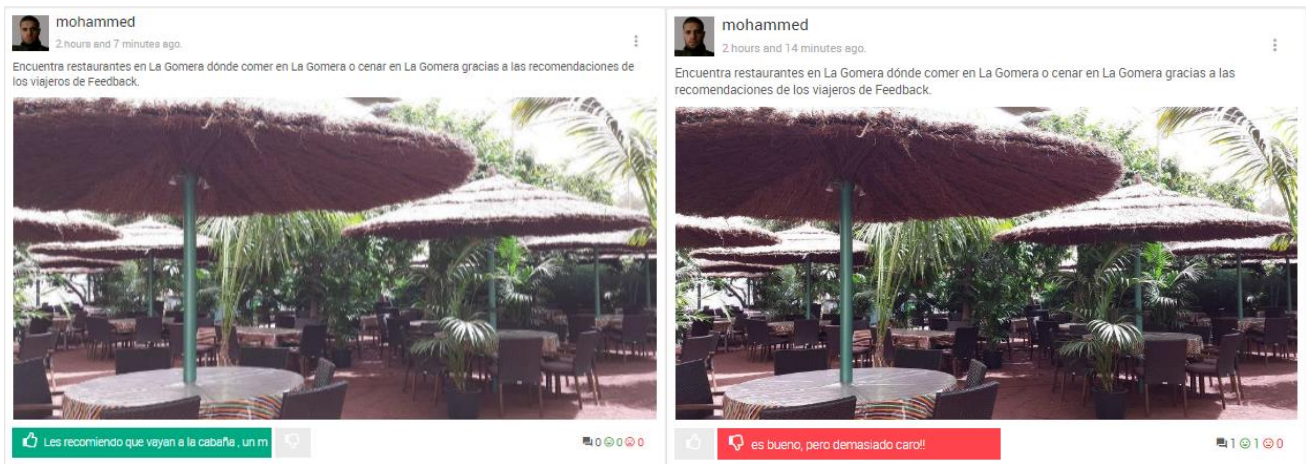 mohammed
2 hours and 7 minutes ago.
Encuentra restaurantes en La Gomera dónde comer en La Gomera o cenar en La Gomera gracias a las recomendaciones de
los viajeros de Feedback.
Les recomiendo que vayan a la cabaña , un m
0 0 0
mohammed
2 hours and 14 minutes ago.
Encuentra restaurantes en La Gomera dónde comer en La Gomera o cenar en La Gomera gracias a las
recomendaciones de los viajeros de Feedback.
es bueno, pero demasiado caro!!
1 1 0